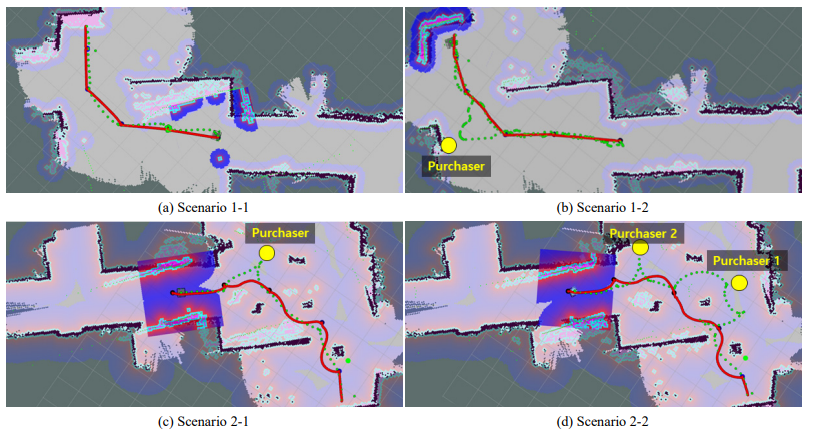 Purchaser
(a) Scenario 1-1
(b) Scenario 1-2
Purchaser
Purchaser 2
Purchaser 1
(c) Scenario 2-1
(d) Scenario 2-2